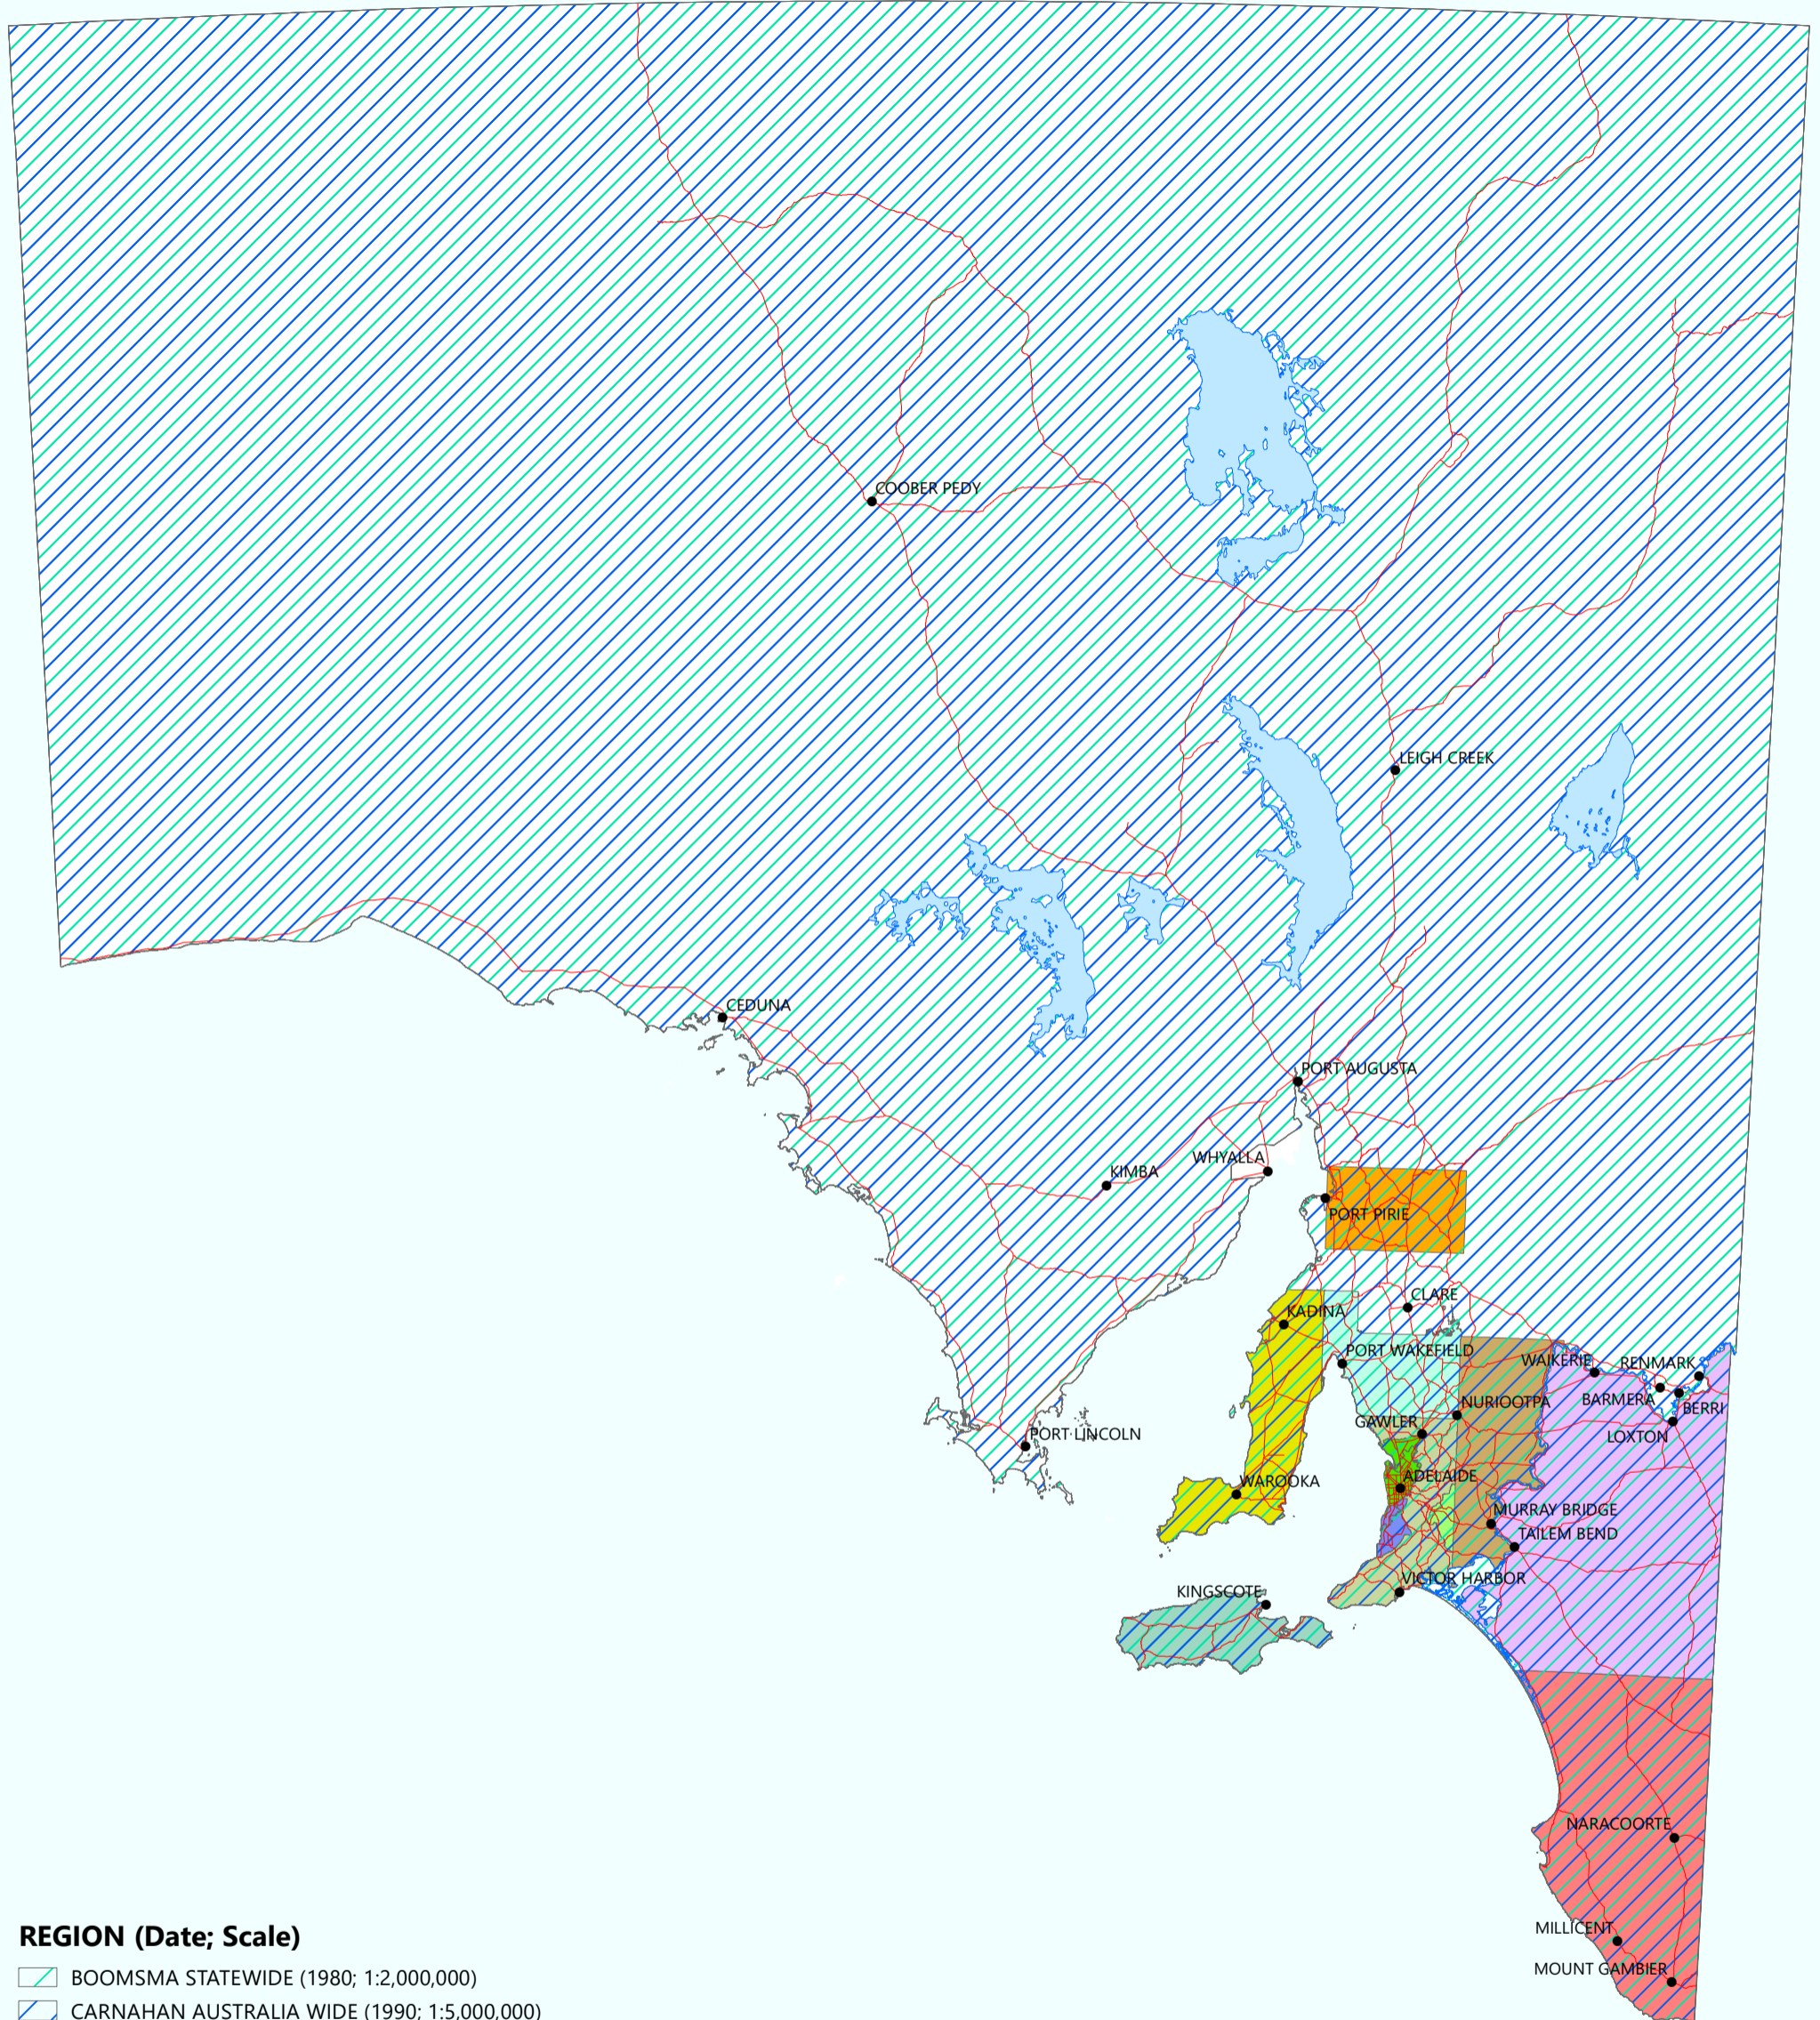 COOBER PEDY
LEIGH CREEK
CEDUNA
PORT AUGUSTA
WHYALLA
KIMBA
PORT PIRIE
CLARE
KADINA
PORT WAKEFIELD
WAIKERIE
RENMARK
BARMERA
BERRI
NURIOOTPA
GAWLER
LOXTON
PORT LINCOLN
ADELAIDE
WAROOKA
MURRAY BRIDGE
TAILEM BEND
VICTOR HARBOR
KINGSCOTE
NARACOORTE
MILLICENT
MOUNT GAMBIER
REGION (Date; Scale)
BOOMSMA STATEWIDE (1980; 1:2,000,000)
CARNAHAN AUSTRALIA WIDE (1990; 1:5,000,000)